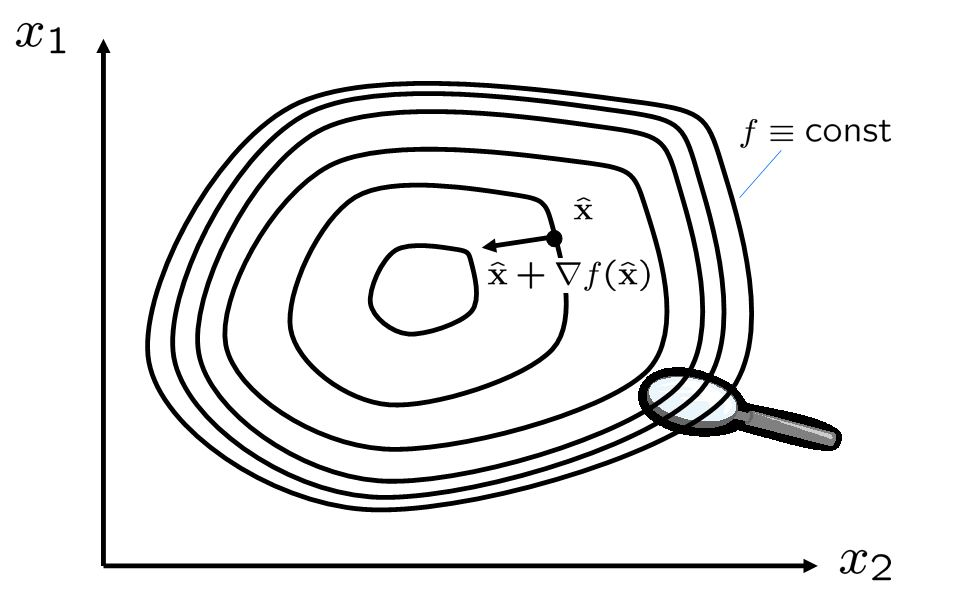 x₁
f ≡ const
x̂
x̂ + ∇f(x̂)
x₂